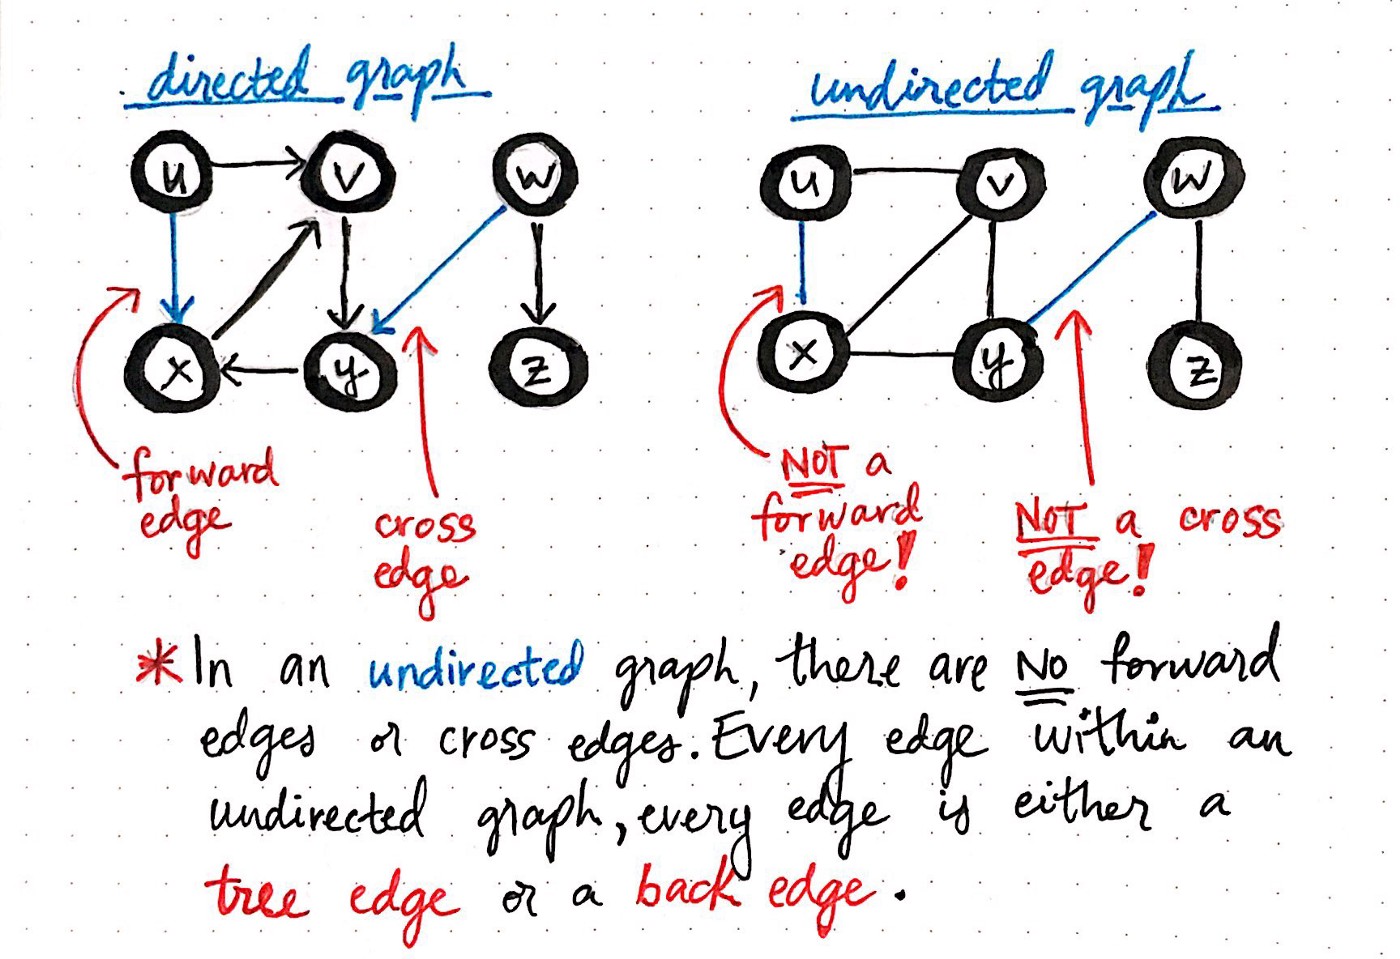 directed graph
undirected graph
u v w
x y z
u v w
x y z
forward
edge
cross
edge
NOT a
forward
edge!
NOT a cross
edge!
* In an undirected graph, there are NO forward
edges or cross edges. Every edge within an
undirected graph, every edge is either a
tree edge or a back edge.